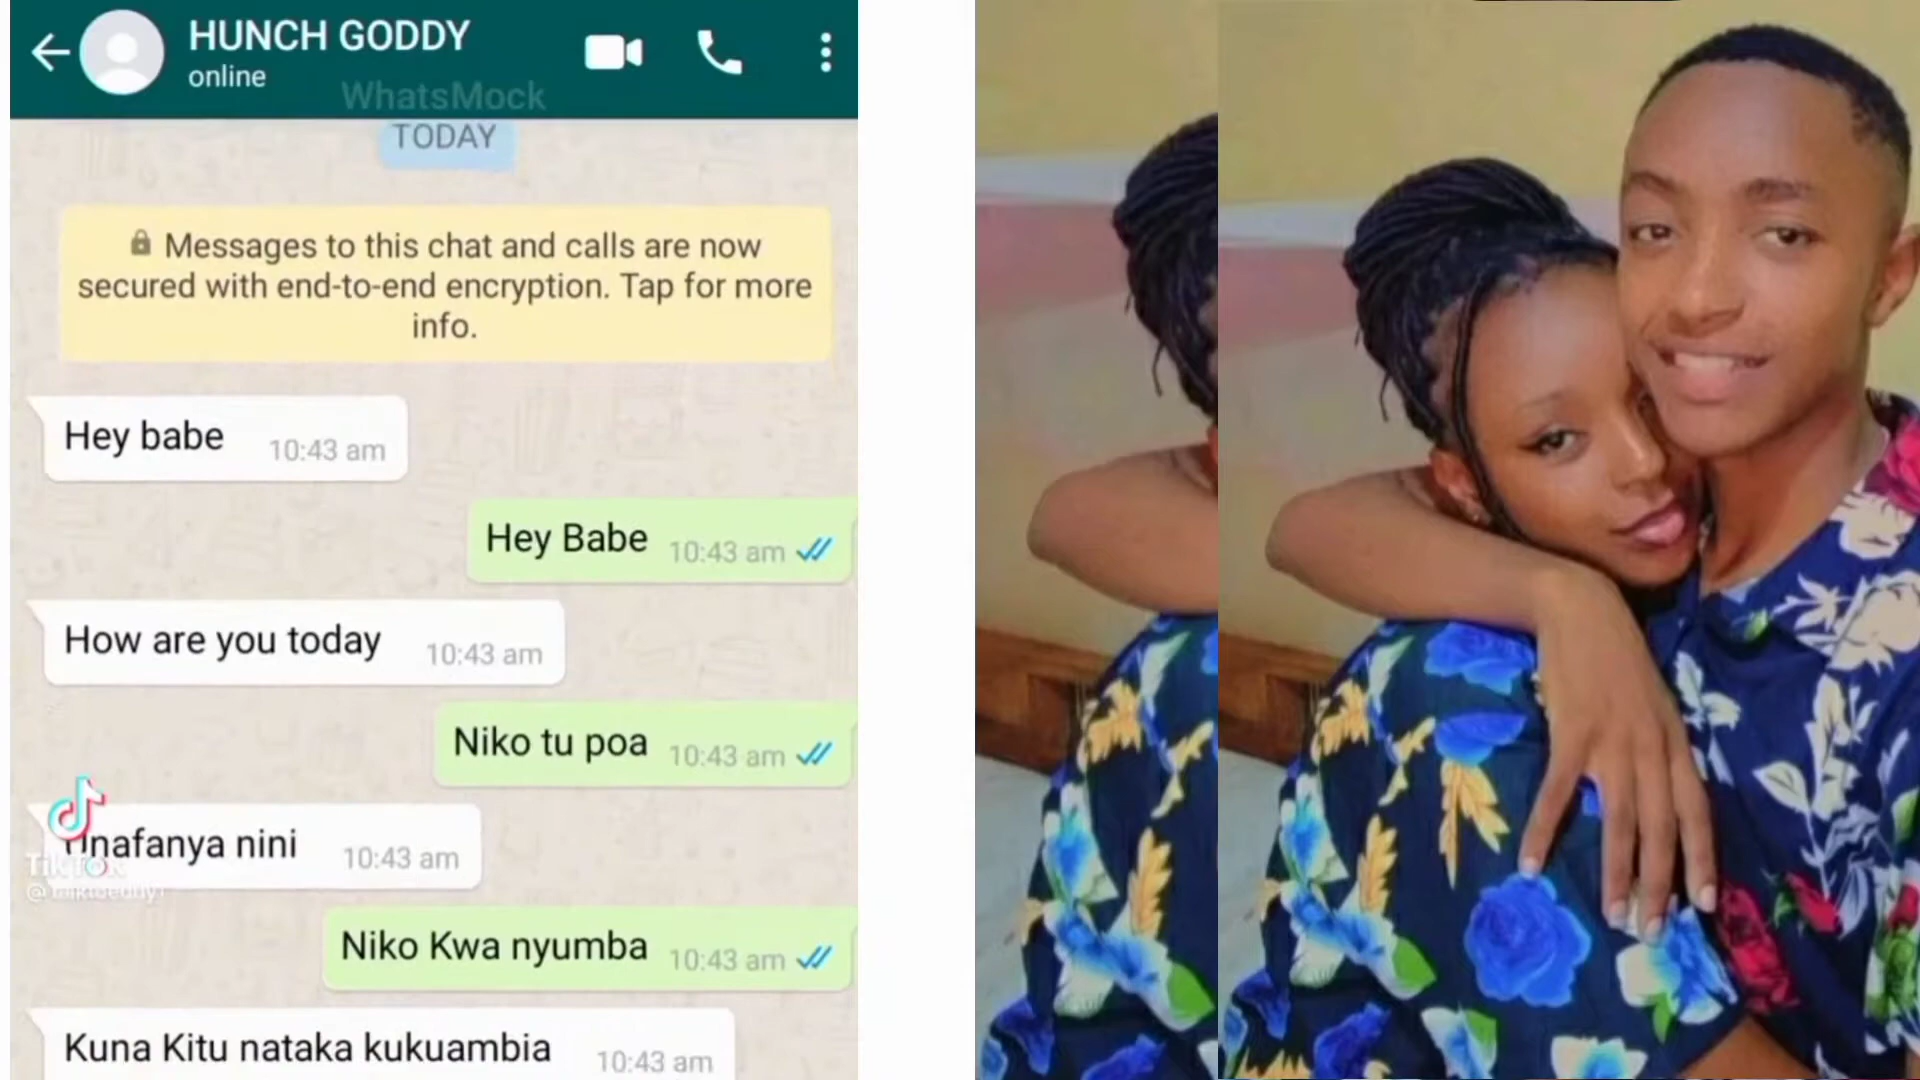 HUNCH GODDY
online
WhatsMock
TODAY
Messages to this chat and calls are now
secured with end-to-end encryption. Tap for more
info.
Hey babe 10:43 am
Hey Babe 10:43 am
How are you today 10:43 am
Niko tu poa 10:43 am
Unafanya nini 10:43 am
TikTok
Niko Kwa nyumba 10:43 am
Kuna Kitu nataka kukuambia 10:43 am